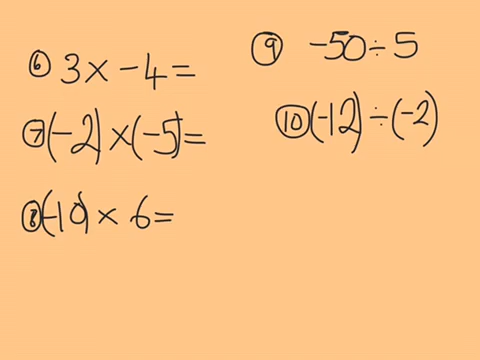 ⑥ 3 × -4 =
⑦ (-2) × (-5) =
⑧ (-10) × 6 =
⑨ -50 ÷ 5
⑩ (-12) ÷ (-2)